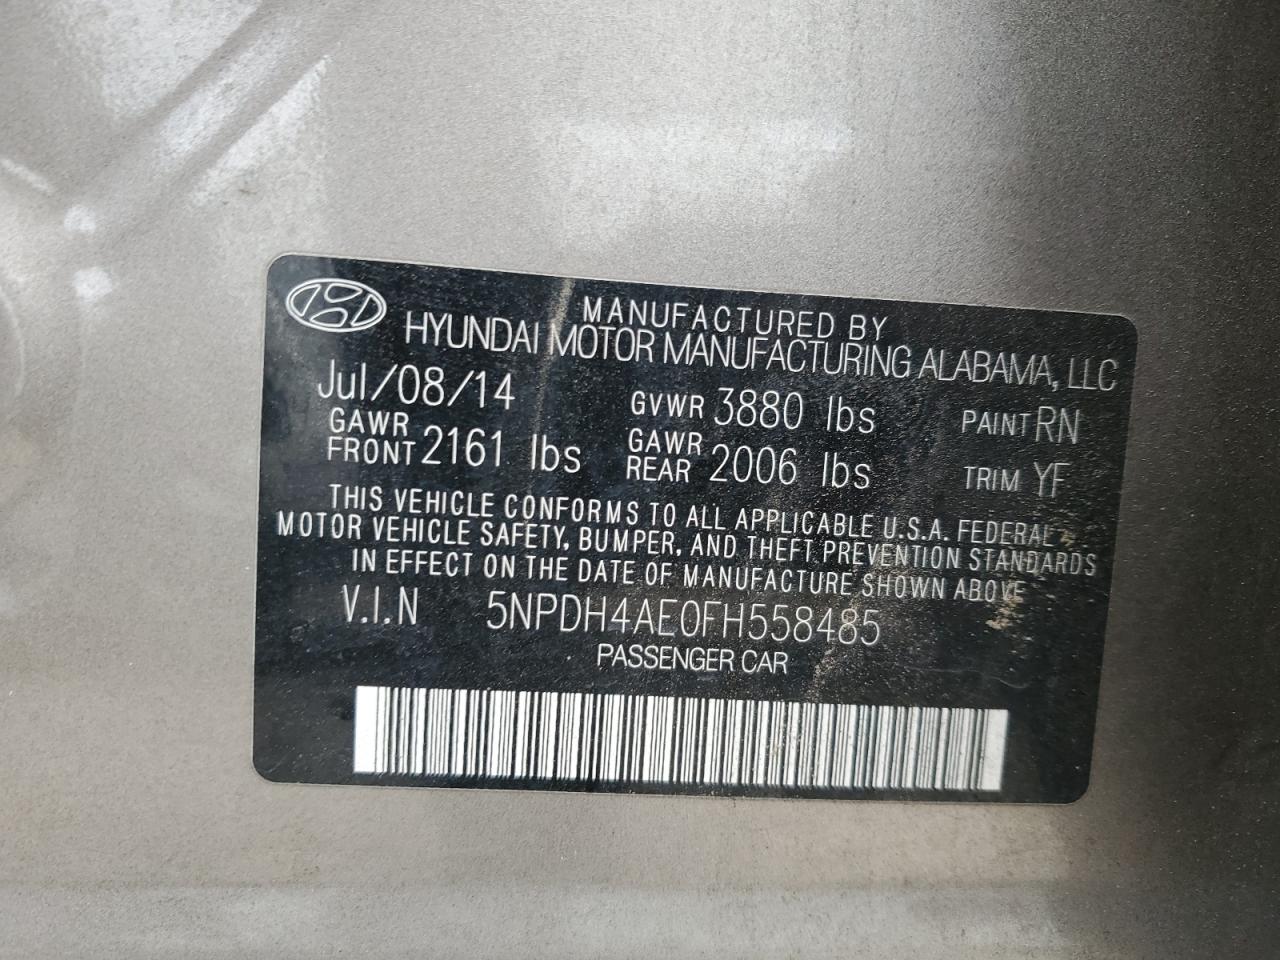 MANUFACTURED BY
HYUNDAI MOTOR MANUFACTURING ALABAMA, LLC
Jul/08/14 GVWR 3880 lbs PAINT RN
GAWR FRONT 2161 lbs GAWR REAR 2006 lbs TRIM YF
THIS VEHICLE CONFORMS TO ALL APPLICABLE U.S.A. FEDERAL
MOTOR VEHICLE SAFETY, BUMPER, AND THEFT PREVENTION STANDARDS
IN EFFECT ON THE DATE OF MANUFACTURE SHOWN ABOVE
V.I.N 5NPDH4AE0FH558485
PASSENGER CAR